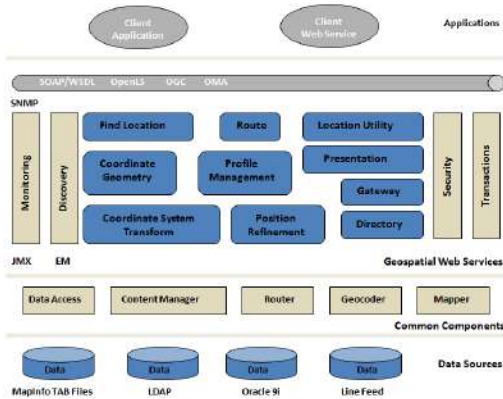 Client Application
Client Web Service
Applications
SOAP/WSDL OpenLS OGC OMA
SNMP
Monitoring
Discovery
Find Location
Route
Location Utility
Coordinate Geometry
Profile Management
Presentation
Gateway
Coordinate System Transform
Position Refinement
Directory
Security
Transactions
JMX
EM
Geospatial Web Services
Data Access
Content Manager
Router
Geocoder
Mapper
Common Components
Data
Data
Data
Data
Data Sources
MapInfo TAB Files
LDAP
Oracle 9i
Line Feed